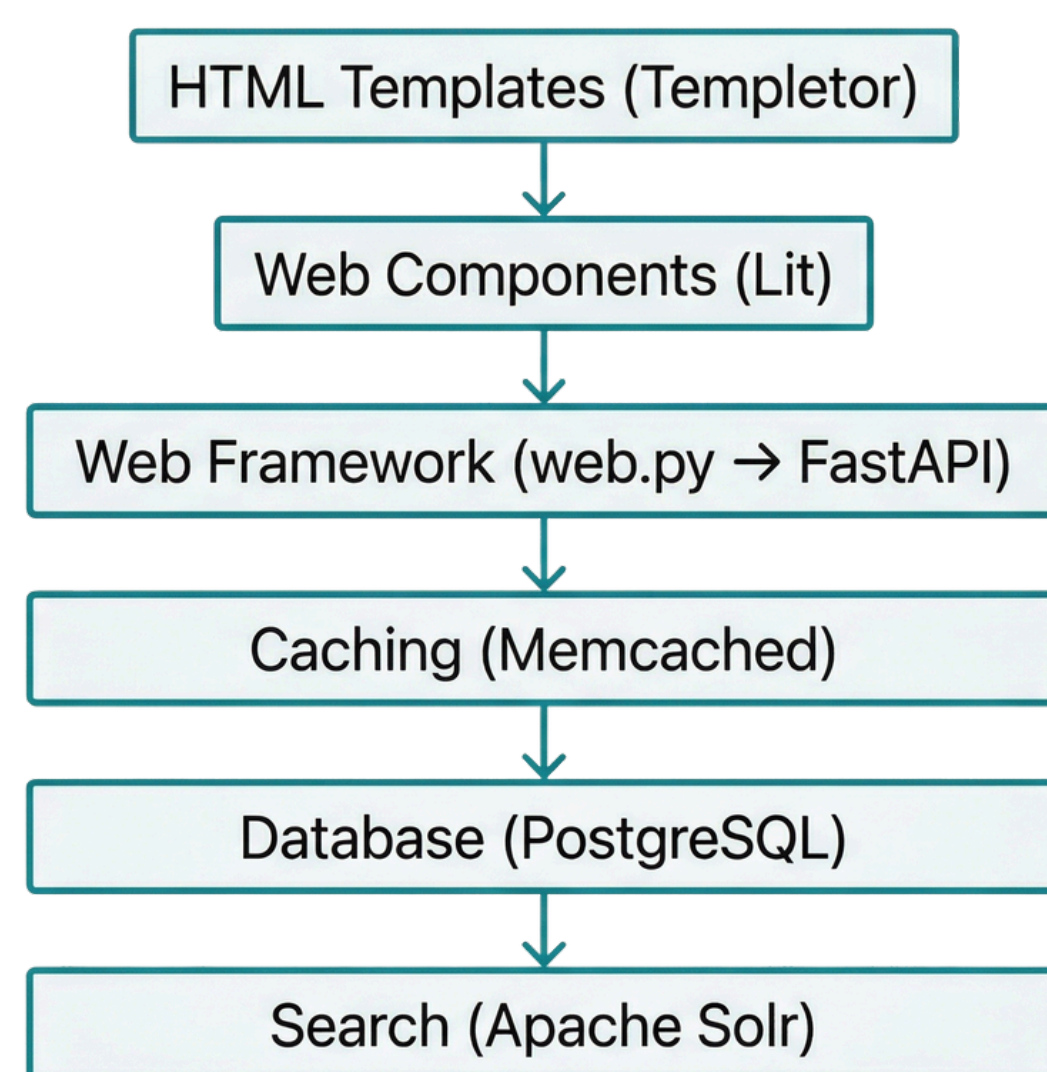 HTML Templates (Templetor)
Web Components (Lit)
Web Framework (web.py → FastAPI)
Caching (Memcached)
Database (PostgreSQL)
Search (Apache Solr)